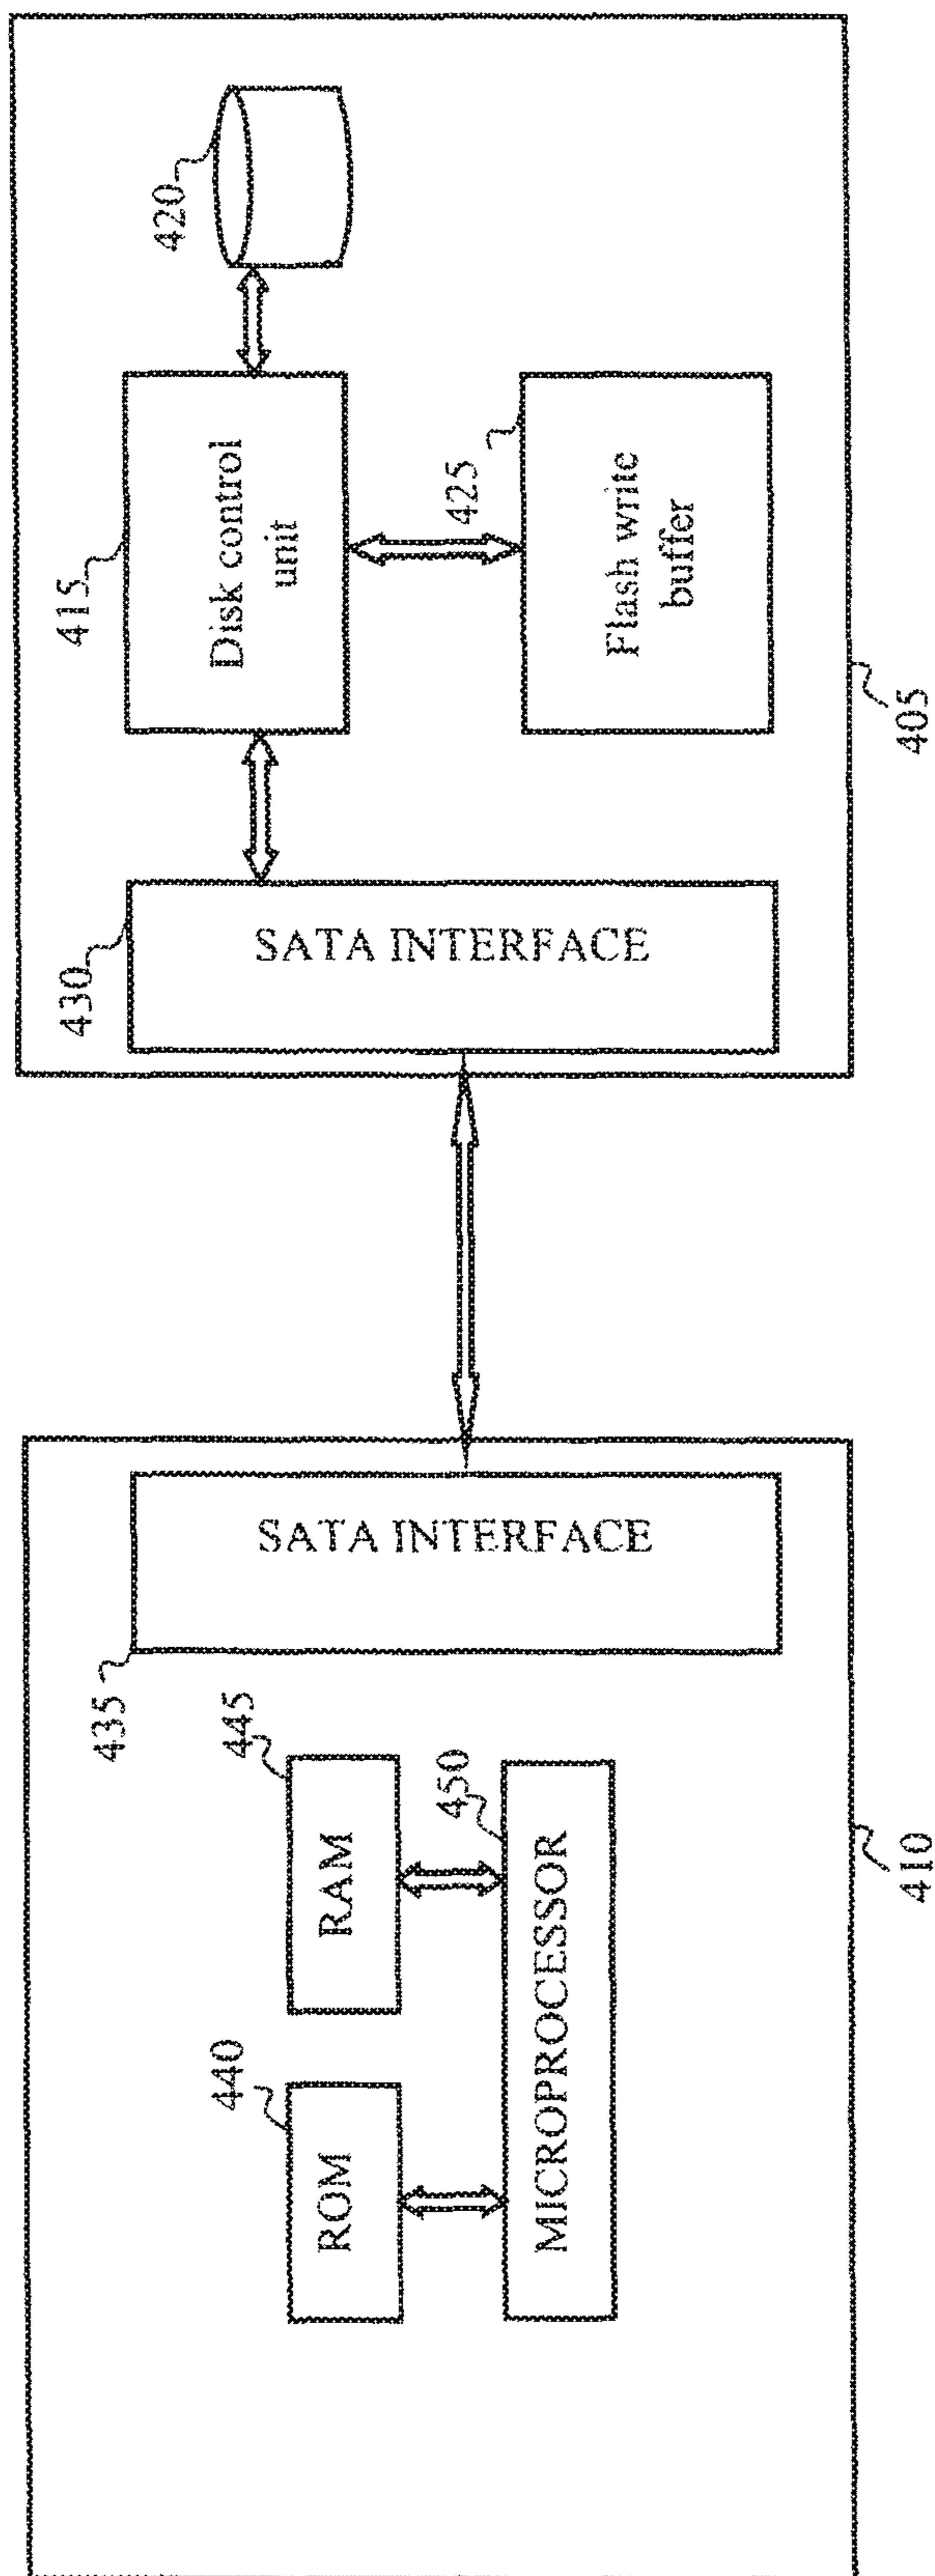 440
445
435
ROM
RAM
MICROPROCESSOR
450
SATA INTERFACE
410
430
415
420
SATA INTERFACE
Disk control
unit
425
Flash write
buffer
405